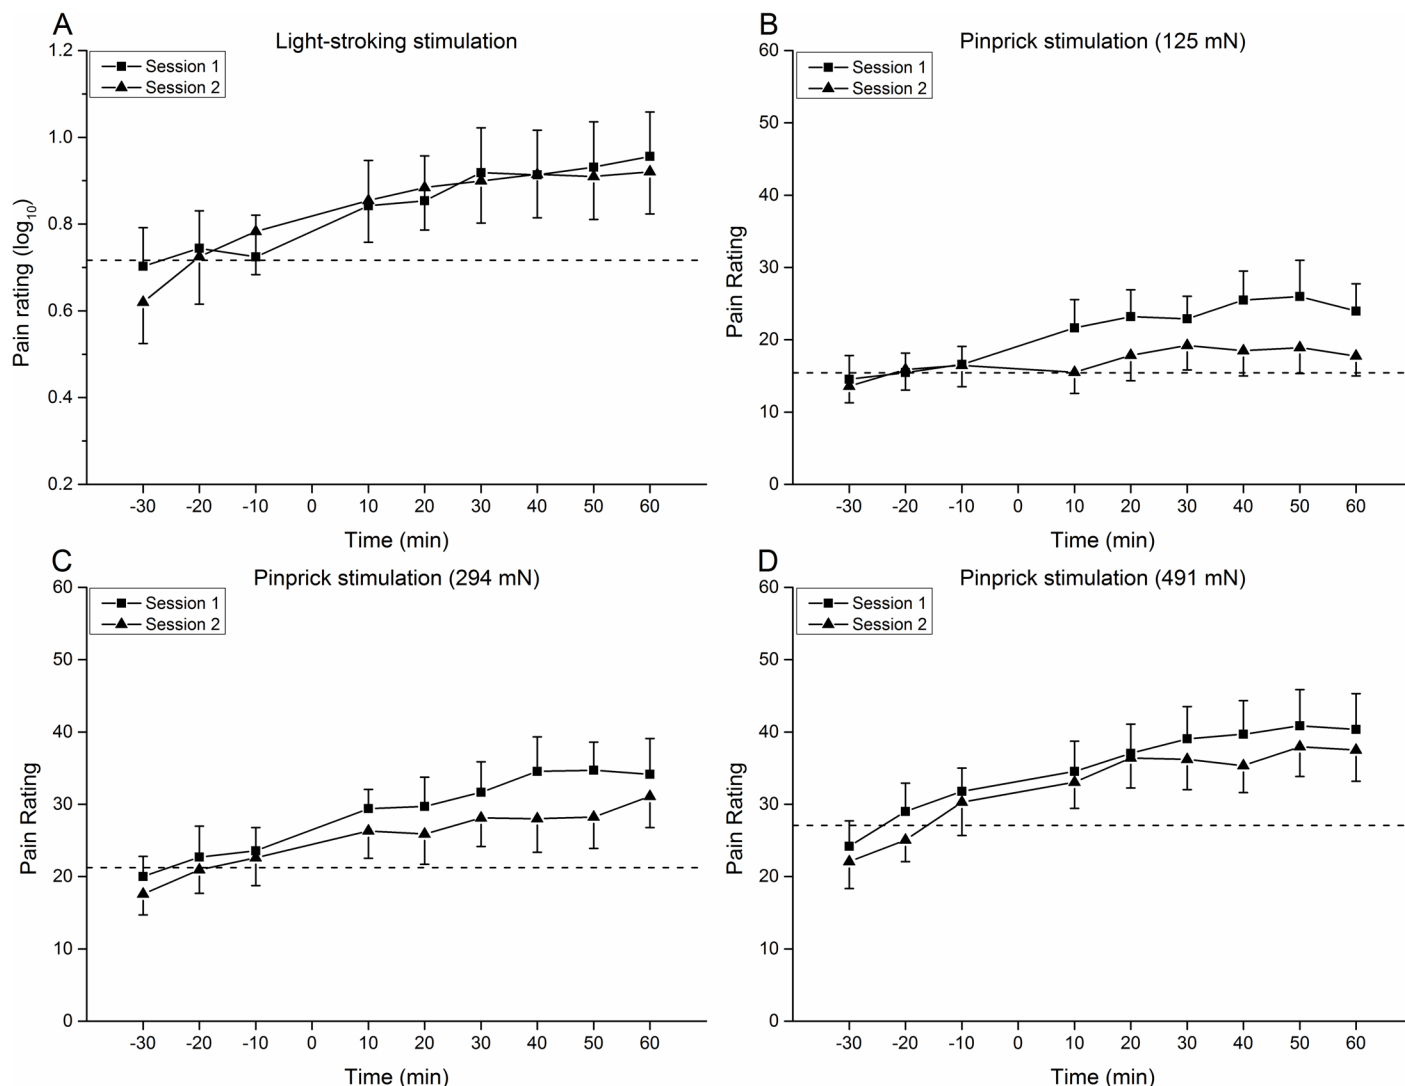 A
Light-stroking stimulation
Session 1
Session 2
Pain rating (log10)
1.2
1.0
0.8
0.6
0.4
0.2
-30 -20 -10 0 10 20 30 40 50 60
Time (min)
B
Pinprick stimulation (125 mN)
Session 1
Session 2
Pain Rating
60
50
40
30
20
10
0
-30 -20 -10 0 10 20 30 40 50 60
Time (min)
C
Pinprick stimulation (294 mN)
Session 1
Session 2
Pain Rating
60
50
40
30
20
10
0
-30 -20 -10 0 10 20 30 40 50 60
Time (min)
D
Pinprick stimulation (491 mN)
Session 1
Session 2
Pain Rating
60
50
40
30
20
10
0
-30 -20 -10 0 10 20 30 40 50 60
Time (min)